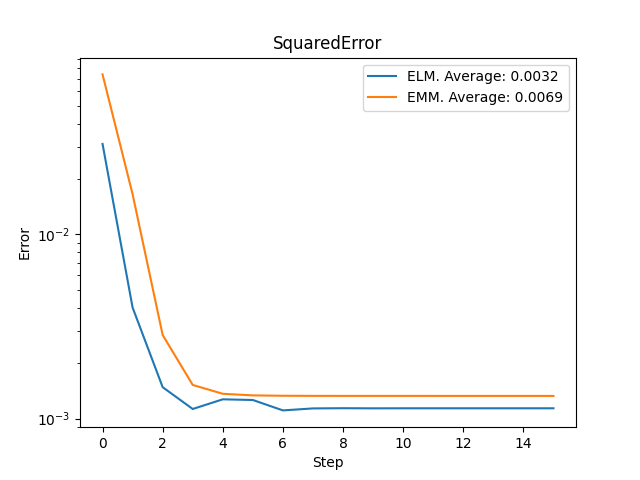 SquaredError
ELM. Average: 0.0032
EMM. Average: 0.0069
Error
10⁻²
10⁻³
0 2 4 6 8 10 12 14
Step